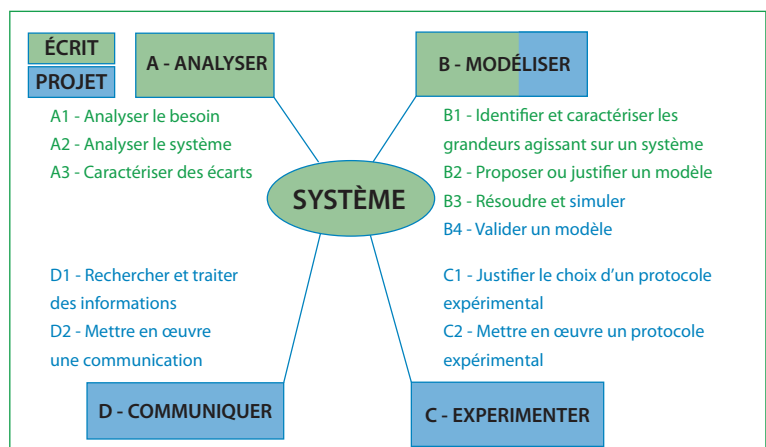 ÉCRIT
PROJET
A - ANALYSER
B - MODÉLISER
A1 - Analyser le besoin
A2 - Analyser le système
A3 - Caractériser des écarts
B1 - Identifier et caractériser les
grandeurs agissant sur un système
B2 - Proposer ou justifier un modèle
B3 - Résoudre et simuler
B4 - Valider un modèle
SYSTÈME
D1 - Rechercher et traiter
des informations
D2 - Mettre en œuvre
une communication
C1 - Justifier le choix d'un protocole
expérimental
C2 - Mettre en œuvre un protocole
expérimental
D - COMMUNIQUER
C - EXPERIMENTER